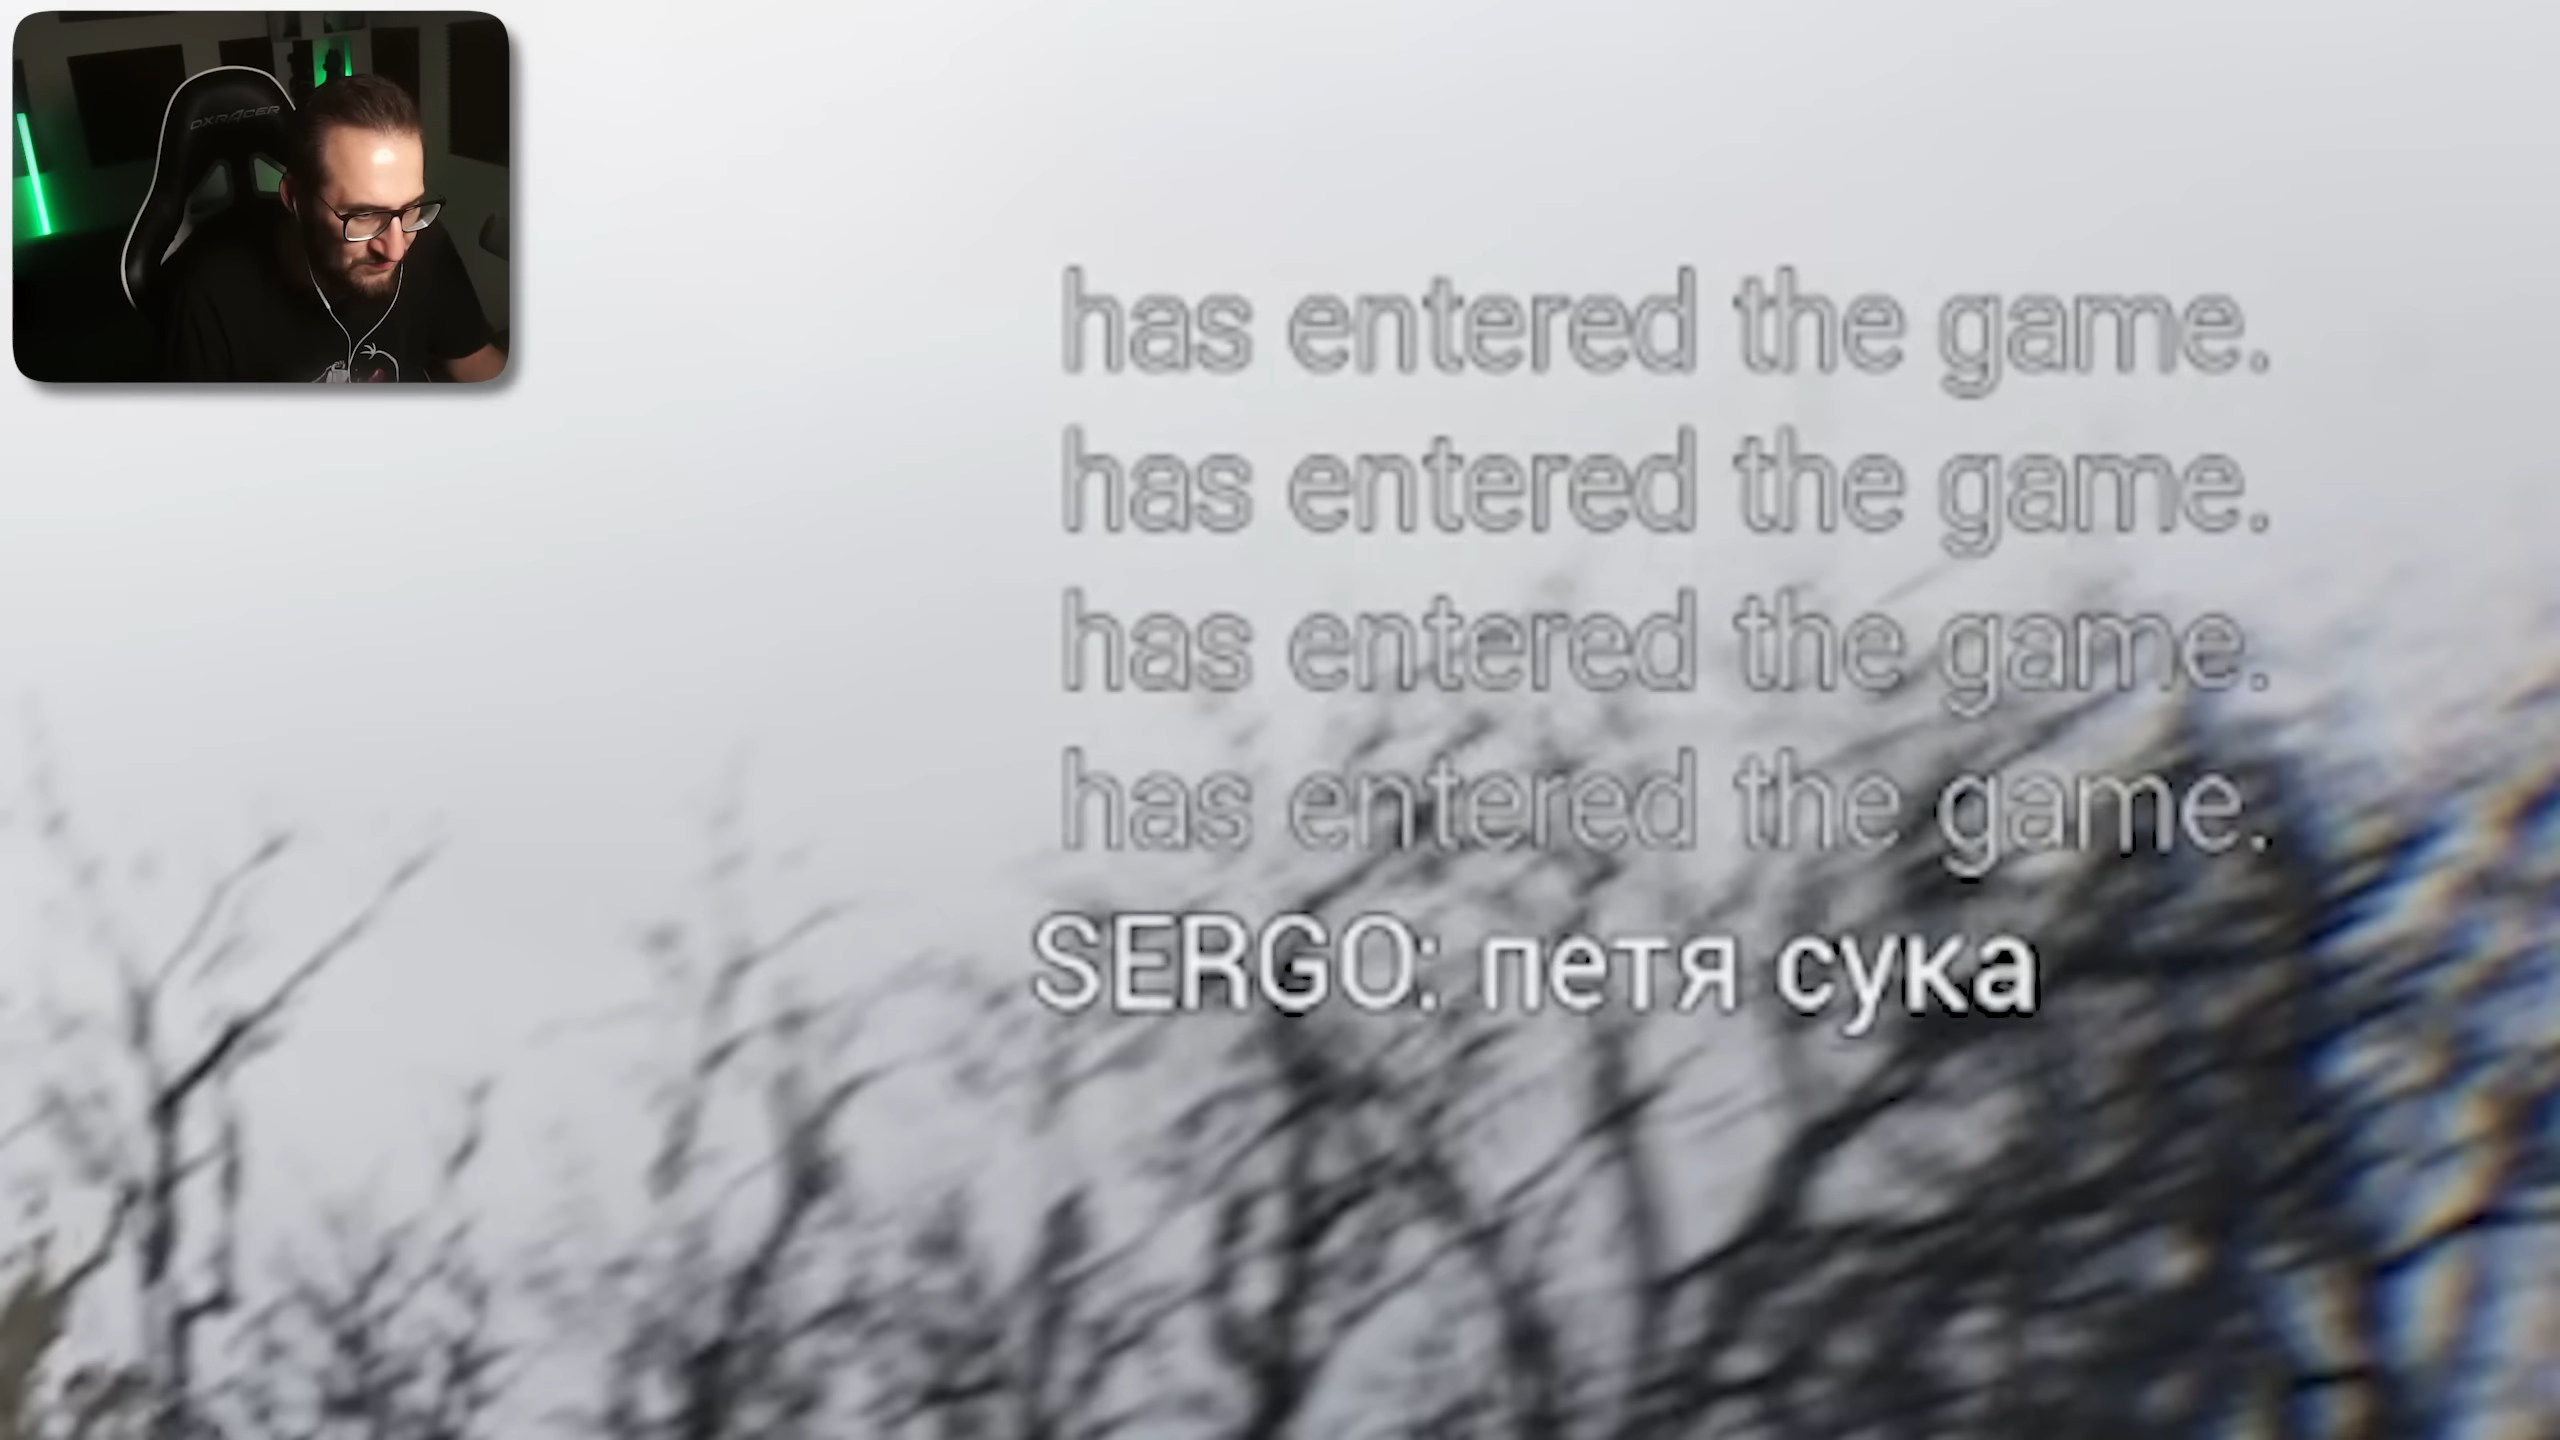 DXRACER
has entered the game.
has entered the game.
has entered the game.
has entered the game.
SERGO: петя сука